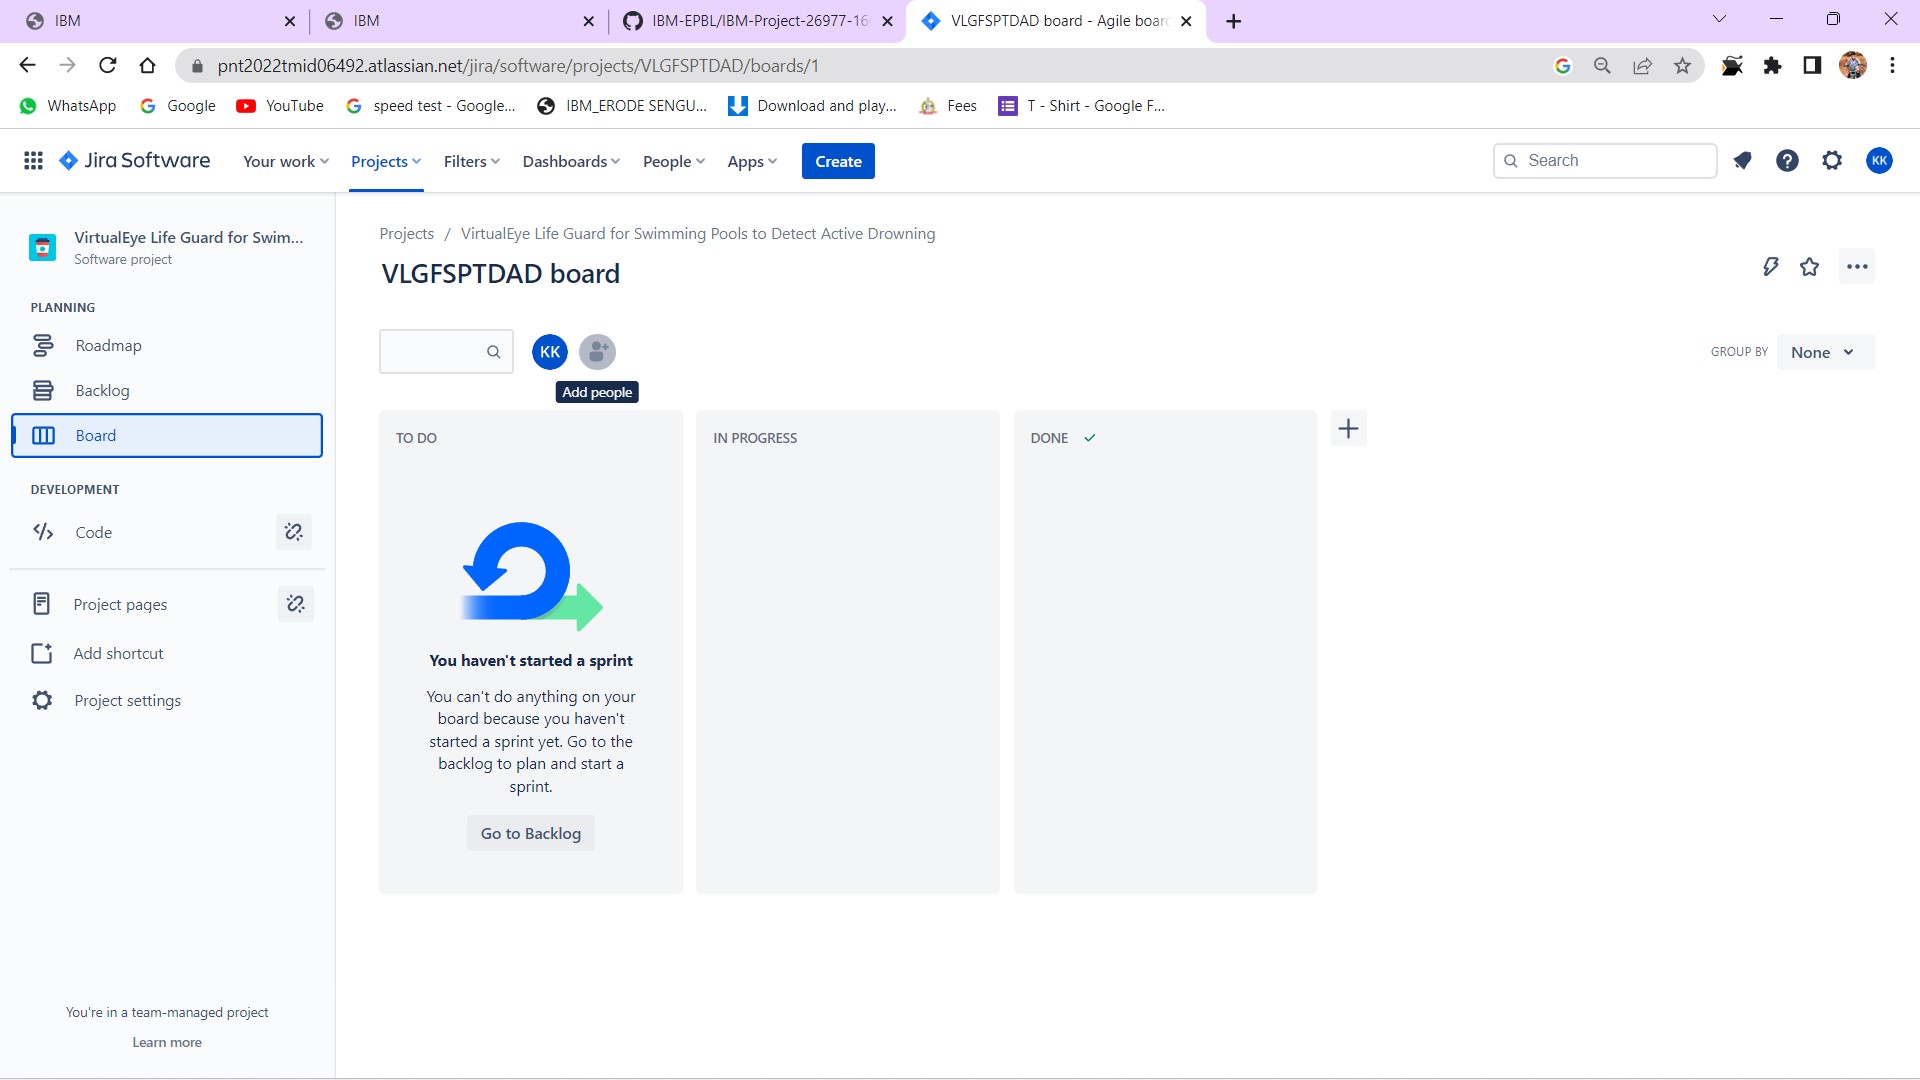 IBM
IBM
IBM-EPBL/IBM-Project-26977-16
VLGFSPTDAD board - Agile board
pnt2022tmid06492.atlassian.net/jira/software/projects/VLGFSPTDAD/boards/1
WhatsApp
Google
YouTube
speed test - Google...
IBM_ERODE SENGU...
Download and play...
Fees
T - Shirt - Google F...
Jira Software
Your work
Projects
Filters
Dashboards
People
Apps
Create
Search
KK
VirtualEye Life Guard for Swim...
Software project
PLANNING
Roadmap
Backlog
Board
DEVELOPMENT
Code
Project pages
Add shortcut
Project settings
You're in a team-managed project
Learn more
Projects / VirtualEye Life Guard for Swimming Pools to Detect Active Drowning
VLGFSPTDAD board
KK
Add people
GROUP BY
None
TO DO
IN PROGRESS
DONE
You haven't started a sprint
You can't do anything on your
board because you haven't
started a sprint yet. Go to the
backlog to plan and start a
sprint.
Go to Backlog